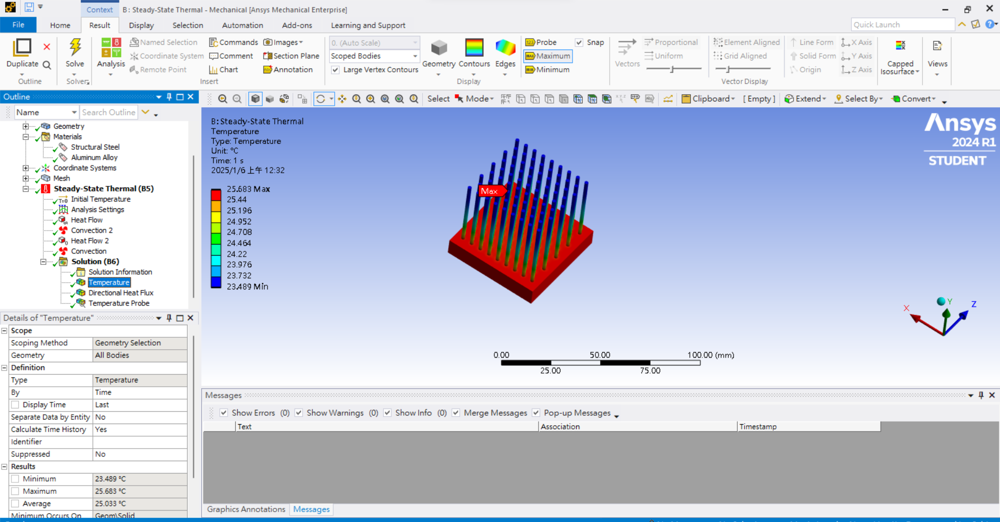 Context
B : Steady-State Thermal - Mechanical [Ansys Mechanical Enterprise]
File
Home
Result
Display
Selection
Automation
Add-ons
Learning and Support
Quick Launch
Duplicate
Outline
Solve
Solver
Analysis
Named Selection
Coordinate System
Remote Point
Commands
Comment
Chart
Images
Section Plane
Annotation
Insert
0. (Auto Scale)
Scoped Bodies
Large Vertex Contours
Geometry
Contours
Edges
Probe
Maximum
Minimum
Snap
Display
Vectors
Proportional
Uniform
Element Aligned
Grid Aligned
Line Form
Solid Form
Origin
X Axis
Y Axis
Z Axis
Vector Display
Capped
Isosurface
Views
Outline
Name
Search Outline
Geometry
Materials
Structural Steel
Aluminum Alloy
Coordinate Systems
Mesh
Steady-State Thermal (B5)
Initial Temperature
Analysis Settings
Heat Flow
Convection 2
Heat Flow 2
Convection
Solution (B6)
Solution Information
Temperature
Directional Heat Flux
Temperature Probe
Details of "Temperature"
Scope
Scoping Method Geometry Selection
Geometry All Bodies
Definition
Type Temperature
By Time
Display Time Last
Separate Data by Entity No
Calculate Time History Yes
Identifier
Suppressed No
Results
Minimum 23.489 °C
Maximum 25.683 °C
Average 25.033 °C
Minimum Occurs On Geom\Solid
Select
Mode
Clipboard
[ Empty ]
Extend
Select By
Convert
B: Steady-State Thermal
Temperature
Type: Temperature
Unit: °C
Time: 1 s
2025/1/6 上午 12:32
25.683 Max
25.44
25.196
24.952
24.708
24.464
24.22
23.976
23.732
23.489 Min
Max
Ansys
2024 R1
STUDENT
X
Y
Z
0.00 50.00 100.00 (mm)
25.00 75.00
Messages
Show Errors (0)
Show Warnings (0)
Show Info (0)
Merge Messages
Pop-up Messages
Text Association Timestamp
Graphics Annotations
Messages